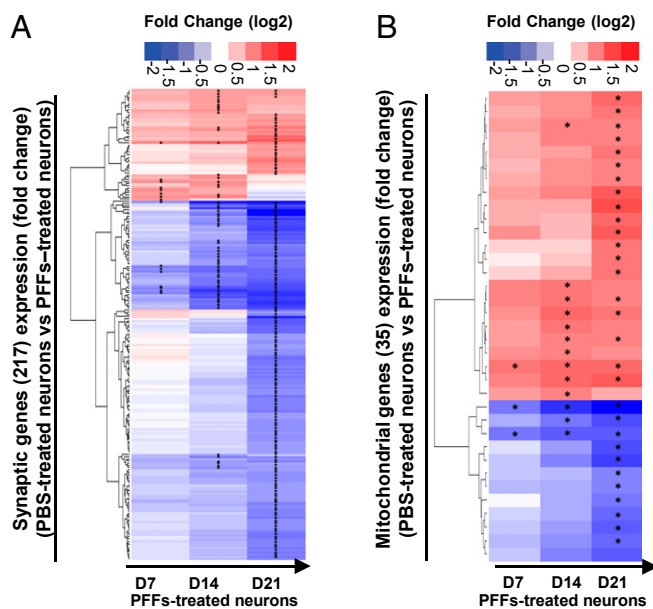 A
Fold Change (log2)
-2 -1.5 -1 -0.5 0 0.5 1 1.5 2
Synaptic genes (217) expression (fold change)
(PBS-treated neurons vs PFFs–treated neurons)
D7 D14 D21
PFFs-treated neurons
B
Fold Change (log2)
-2 -1.5 -1 -0.5 0 0.5 1 1.5 2
Mitochondrial genes (35) expression (fold change)
(PBS-treated neurons vs PFFs–treated neurons)
D7 D14 D21
PFFs-treated neurons